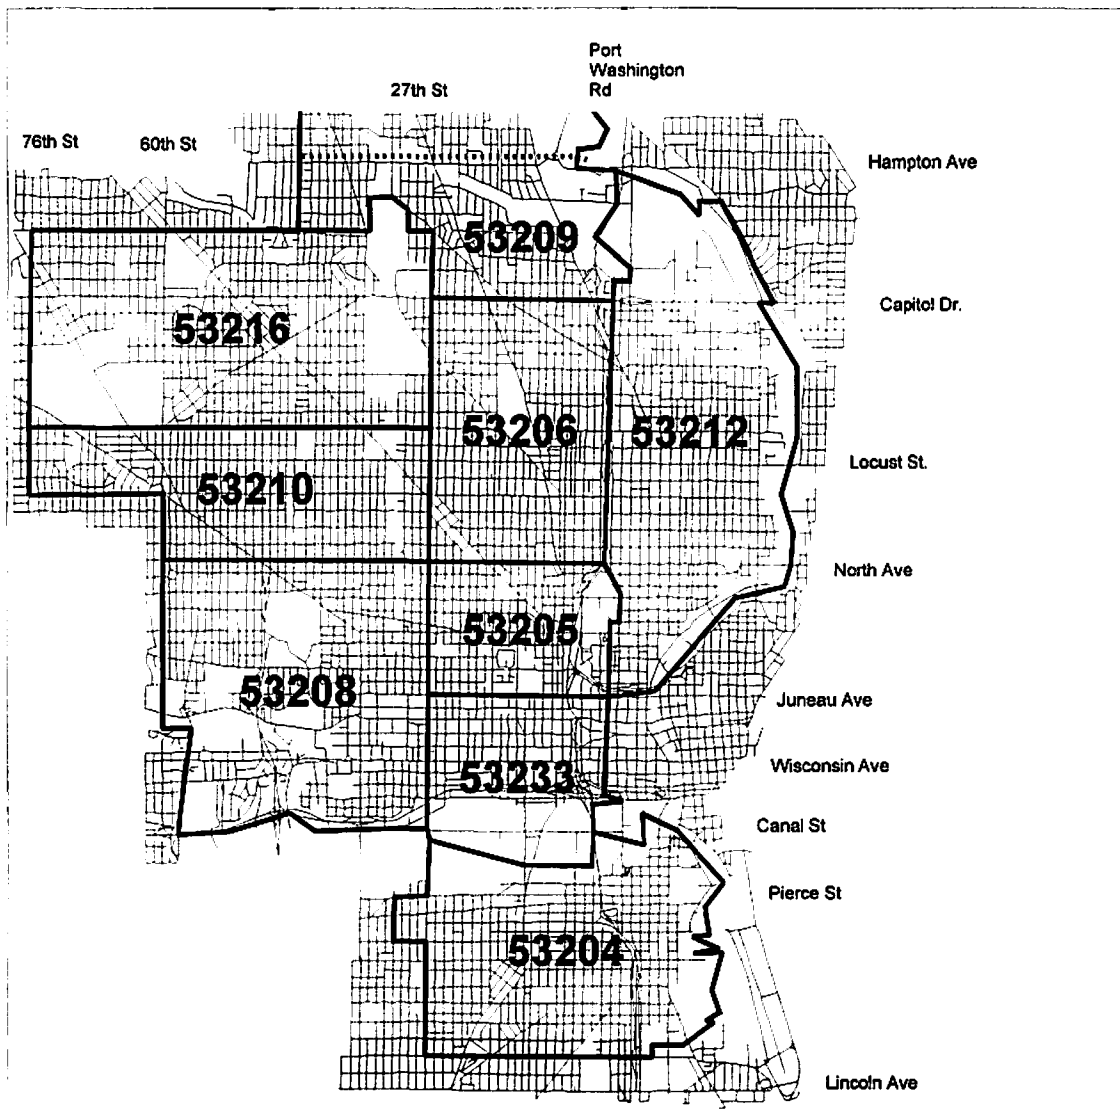 Port
Washington
Rd
27th St
76th St
60th St
Hampton Ave
53209
Capitol Dr.
53216
53206
53212
Locust St.
53210
North Ave
53205
53208
Juneau Ave
Wisconsin Ave
53233
Canal St
Pierce St
53204
Lincoln Ave